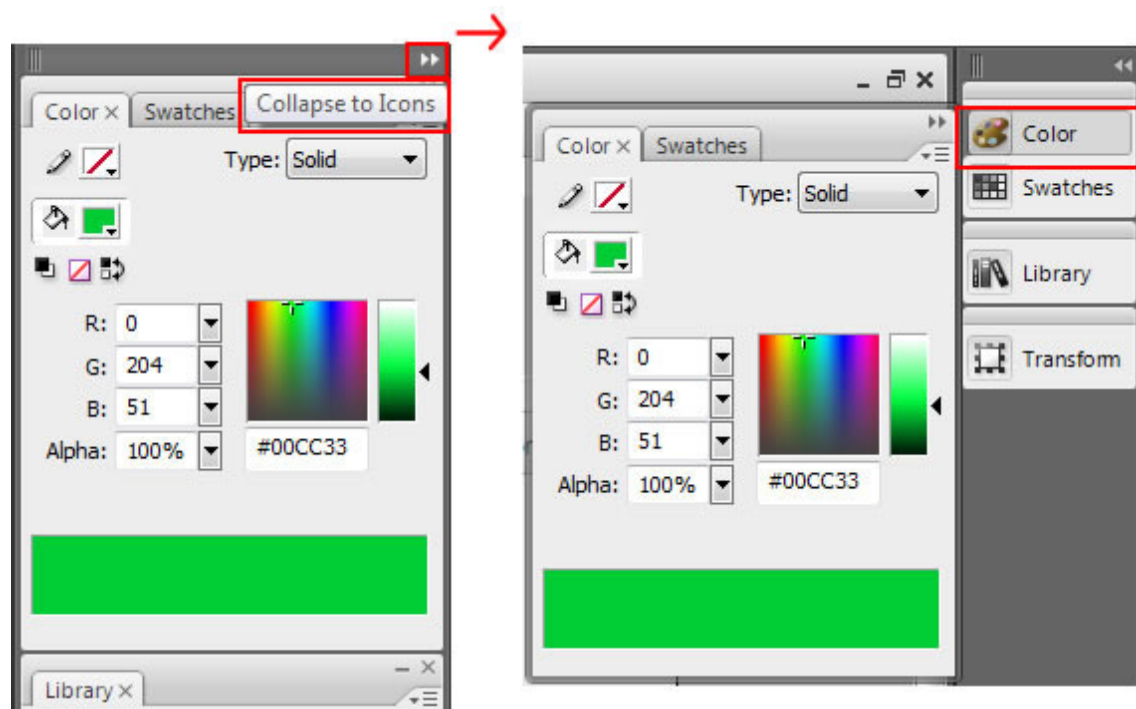 Collapse to Icons
Color × Swatches
Type: Solid
R: 0
G: 204
B: 51
Alpha: 100% #00CC33
Library ×
Color × Swatches
Type: Solid
R: 0
G: 204
B: 51
Alpha: 100% #00CC33
Color
Swatches
Library
Transform